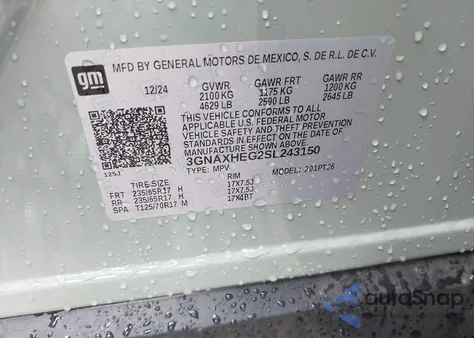 gm
MFD BY GENERAL MOTORS DE MEXICO, S. DE R.L. DE C.V.
12/24 GVWR GAWR FRT GAWR RR
2100 KG 1175 KG 1200 KG
4629 LB 2590 LB 2645 LB
THIS VEHICLE CONFORMS TO ALL
APPLICABLE U.S. FEDERAL MOTOR
VEHICLE SAFETY AND THEFT PREVENTION
STANDARDS IN EFFECT ON THE DATE OF
MANUFACTURE SHOWN ABOVE.
3GNAXHEG2SL243150
125J TYPE: MPV MODEL: 201PT26
TIRE SIZE RIM
FRT 235/65R17 H 17X7.5J
RR 235/65R17 H 17X7.5J
SPA T125/70R17 M 17X4BT
autoSnap